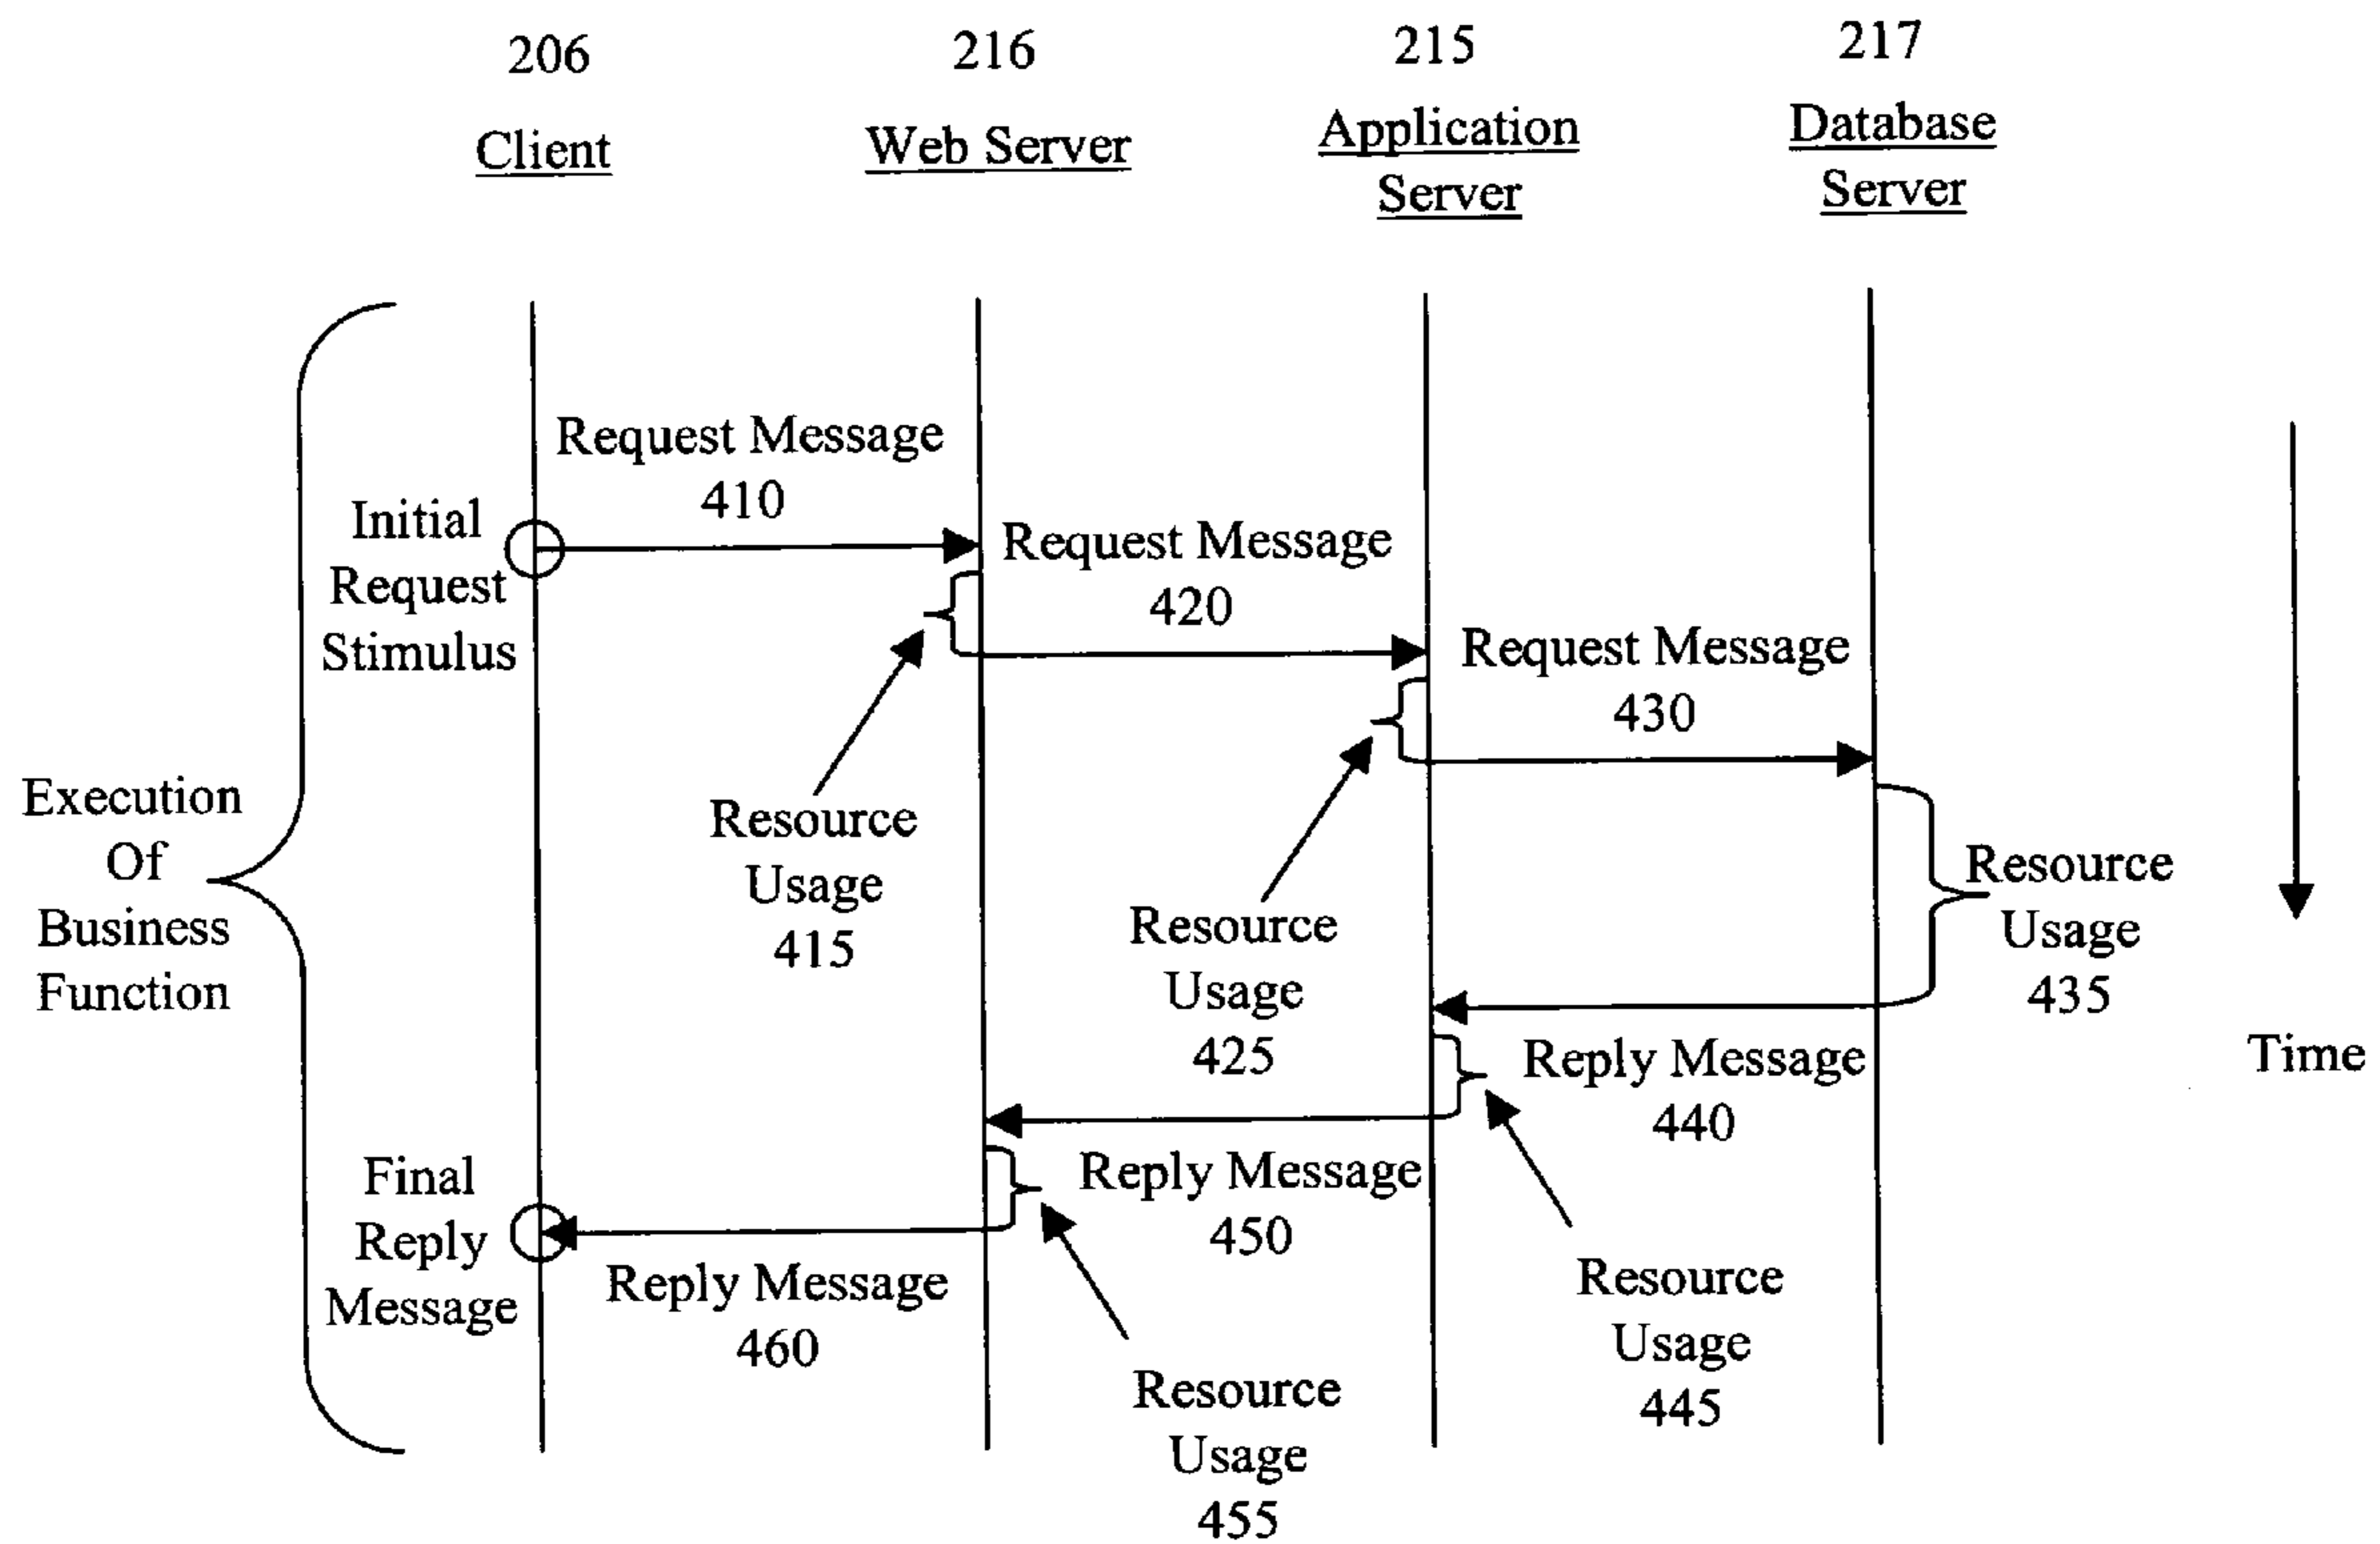 206
Client
216
Web Server
215
Application
Server
217
Database
Server
Request Message
410
Initial
Request
Stimulus
Request Message
420
Request Message
430
Resource
Usage
415
Resource
Usage
425
Resource
Usage
435
Execution
Of
Business
Function
Time
Reply Message
440
Reply Message
450
Final
Reply
Message
Reply Message
460
Resource
Usage
445
Resource
Usage
455